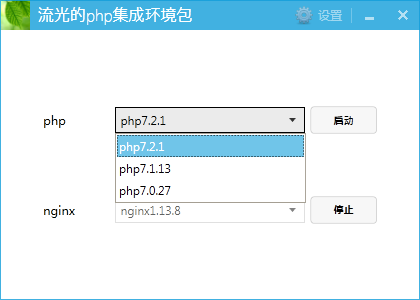 流光的php集成环境包 设置
php php7.2.1 启动
php7.2.1
php7.1.13
php7.0.27
nginx nginx1.13.8 停止